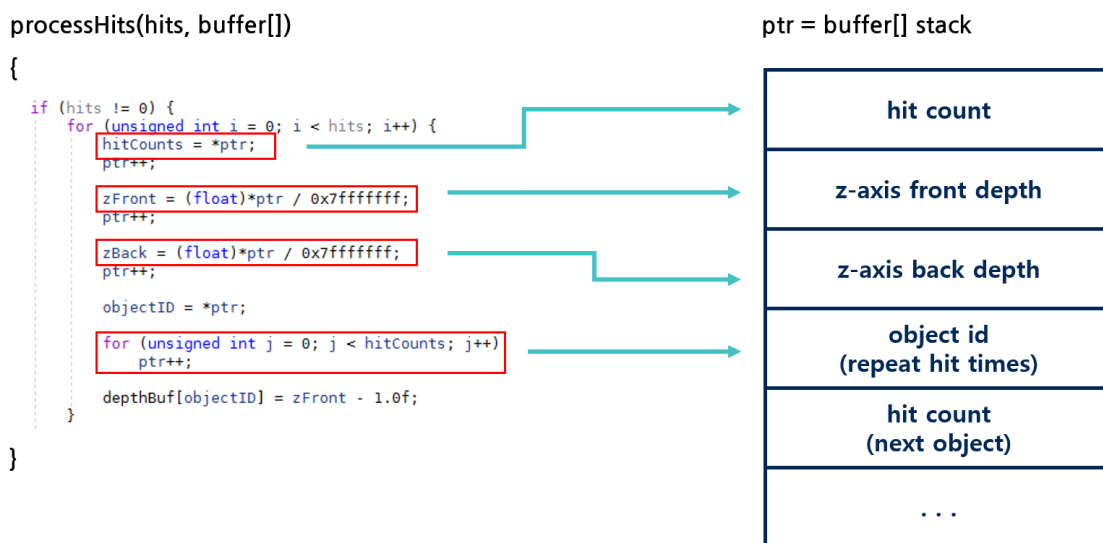 processHits(hits, buffer[])
{
if (hits != 0) {
for (unsigned int i = 0; i < hits; i++) {
hitCounts = *ptr;
ptr++;
zFront = (float)*ptr / 0x7fffffff;
ptr++;
zBack = (float)*ptr / 0x7fffffff;
ptr++;
objectID = *ptr;
for (unsigned int j = 0; j < hitCounts; j++)
ptr++;
depthBuf[objectID] = zFront - 1.0f;
}
}
ptr = buffer[] stack
hit count
z-axis front depth
z-axis back depth
object id
(repeat hit times)
hit count
(next object)
. . .